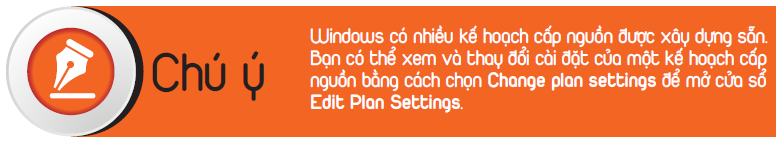 Chú ý
Windows có nhiều kế hoạch cấp nguồn được xây dựng sẵn.
Bạn có thể xem và thay đổi cài đặt của một kế hoạch cấp
nguồn bằng cách chọn Change plan settings để mở cửa sổ
Edit Plan Settings.